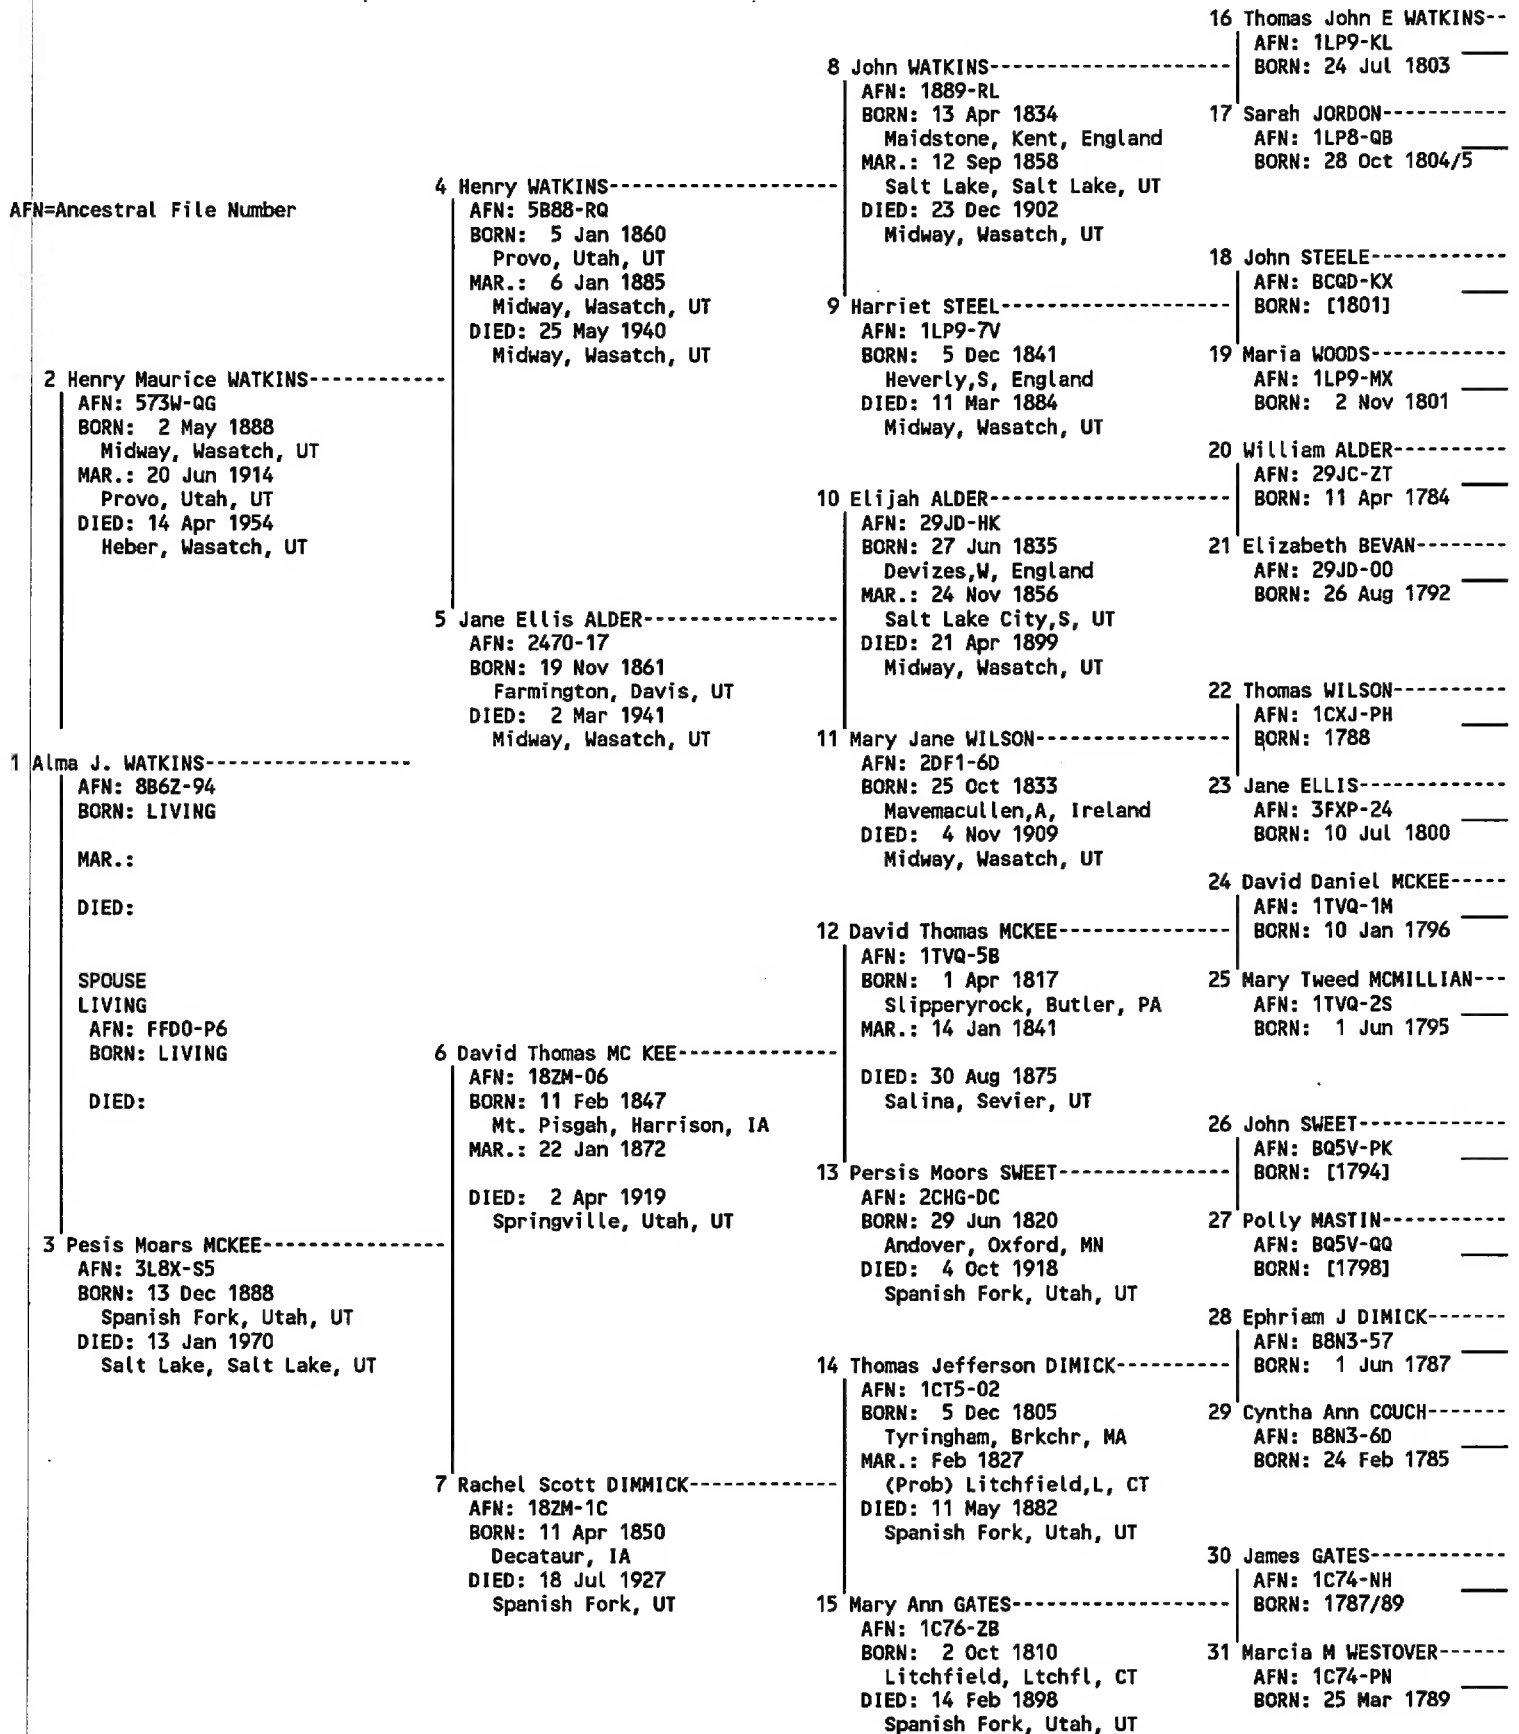 AFN=Ancestral File Number
1 Alma J. WATKINS-----------------
AFN: 8B6Z-94
BORN: LIVING
MAR.:
DIED:
SPOUSE
LIVING
AFN: FFD0-P6
BORN: LIVING
DIED:
2 Henry Maurice WATKINS------------
AFN: 573W-QG
BORN: 2 May 1888
Midway, Wasatch, UT
MAR.: 20 Jun 1914
Provo, Utah, UT
DIED: 14 Apr 1954
Heber, Wasatch, UT
3 Pesis Moars MCKEE---------------
AFN: 3L8X-S5
BORN: 13 Dec 1888
Spanish Fork, Utah, UT
DIED: 13 Jan 1970
Salt Lake, Salt Lake, UT
4 Henry WATKINS-------------------
AFN: 5B88-RQ
BORN: 5 Jan 1860
Provo, Utah, UT
MAR.: 6 Jan 1885
Midway, Wasatch, UT
DIED: 25 May 1940
Midway, Wasatch, UT
5 Jane Ellis ALDER----------------
AFN: 2470-17
BORN: 19 Nov 1861
Farmington, Davis, UT
DIED: 2 Mar 1941
Midway, Wasatch, UT
6 David Thomas MC KEE-------------
AFN: 18ZM-06
BORN: 11 Feb 1847
Mt. Pisgah, Harrison, IA
MAR.: 22 Jan 1872
DIED: 2 Apr 1919
Springville, Utah, UT
7 Rachel Scott DIMMICK------------
AFN: 18ZM-1C
BORN: 11 Apr 1850
Decataur, IA
DIED: 18 Jul 1927
Spanish Fork, UT
8 John WATKINS--------------------
AFN: 1889-RL
BORN: 13 Apr 1834
Maidstone, Kent, England
MAR.: 12 Sep 1858
Salt Lake, Salt Lake, UT
DIED: 23 Dec 1902
Midway, Wasatch, UT
9 Harriet STEEL-------------------
AFN: 1LP9-7V
BORN: 5 Dec 1841
Heverly,S, England
DIED: 11 Mar 1884
Midway, Wasatch, UT
10 Elijah ALDER--------------------
AFN: 29JD-HK
BORN: 27 Jun 1835
Devizes,W, England
MAR.: 24 Nov 1856
Salt Lake City,S, UT
DIED: 21 Apr 1899
Midway, Wasatch, UT
11 Mary Jane WILSON----------------
AFN: 2DF1-6D
BORN: 25 Oct 1833
Mavemacullen,A, Ireland
DIED: 4 Nov 1909
Midway, Wasatch, UT
12 David Thomas MCKEE--------------
AFN: 1TVQ-5B
BORN: 1 Apr 1817
Slipperyrock, Butler, PA
MAR.: 14 Jan 1841
DIED: 30 Aug 1875
Salina, Sevier, UT
13 Persis Moors SWEET--------------
AFN: 2CHG-DC
BORN: 29 Jun 1820
Andover, Oxford, MN
DIED: 4 Oct 1918
Spanish Fork, Utah, UT
14 Thomas Jefferson DIMICK---------
AFN: 1CT5-02
BORN: 5 Dec 1805
Tyringham, Brkchr, MA
MAR.: Feb 1827
(Prob) Litchfield,L, CT
DIED: 11 May 1882
Spanish Fork, Utah, UT
15 Mary Ann GATES------------------
AFN: 1C76-ZB
BORN: 2 Oct 1810
Litchfield, Ltchfl, CT
DIED: 14 Feb 1898
Spanish Fork, Utah, UT
16 Thomas John E WATKINS--
AFN: 1LP9-KL
BORN: 24 Jul 1803
17 Sarah JORDON-----------
AFN: 1LP8-QB
BORN: 28 Oct 1804/5
18 John STEELE------------
AFN: BCQD-KX
BORN: [1801]
19 Maria WOODS------------
AFN: 1LP9-MX
BORN: 2 Nov 1801
20 William ALDER----------
AFN: 29JC-ZT
BORN: 11 Apr 1784
21 Elizabeth BEVAN--------
AFN: 29JD-00
BORN: 26 Aug 1792
22 Thomas WILSON----------
AFN: 1CXJ-PH
BORN: 1788
23 Jane ELLIS-------------
AFN: 3FXP-24
BORN: 10 Jul 1800
24 David Daniel MCKEE-----
AFN: 1TVQ-1M
BORN: 10 Jan 1796
25 Mary Tweed MCMILLIAN---
AFN: 1TVQ-2S
BORN: 1 Jun 1795
26 John SWEET-------------
AFN: BQ5V-PK
BORN: [1794]
27 Polly MASTIN-----------
AFN: BQ5V-QQ
BORN: [1798]
28 Ephriam J DIMICK-------
AFN: B8N3-57
BORN: 1 Jun 1787
29 Cyntha Ann COUCH-------
AFN: B8N3-6D
BORN: 24 Feb 1785
30 James GATES------------
AFN: 1C74-NH
BORN: 1787/89
31 Marcia M WESTOVER------
AFN: 1C74-PN
BORN: 25 Mar 1789